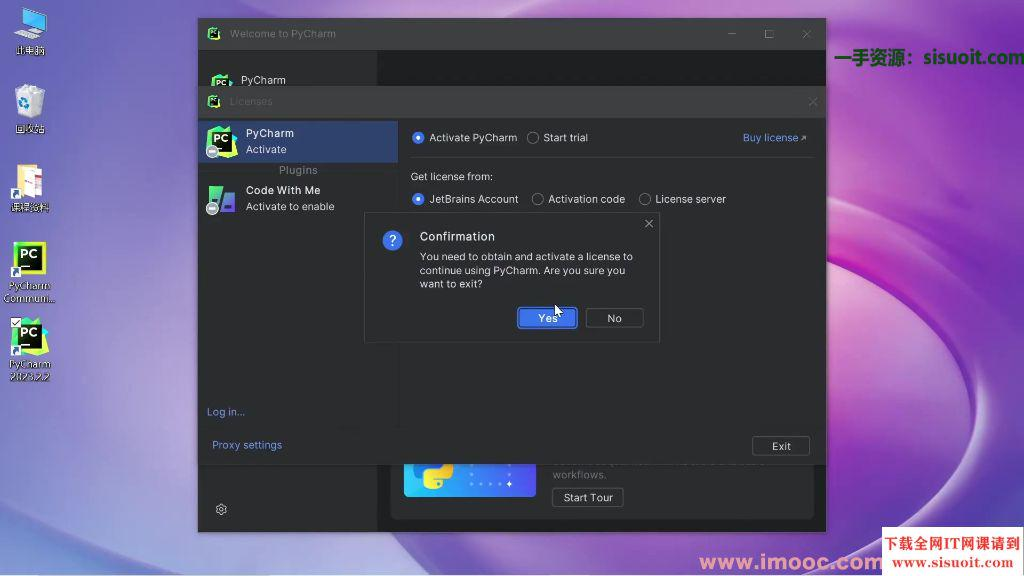 此电脑
回收站
课程资料
PyCharm
Communi...
PyCharm
2023.2.2
Welcome to PyCharm
PyCharm
Licenses
PyCharm
Activate
Plugins
Code With Me
Activate to enable
Activate PyCharm
Start trial
Buy license
Get license from:
JetBrains Account
Activation code
License server
Confirmation
You need to obtain and activate a license to
continue using PyCharm. Are you sure you
want to exit?
Yes
No
Log in...
Proxy settings
Exit
workflows.
Start Tour
一手资源：sisuoit.com
www.imooc.com
下载全网IT网课请到
www.sisuoit.com